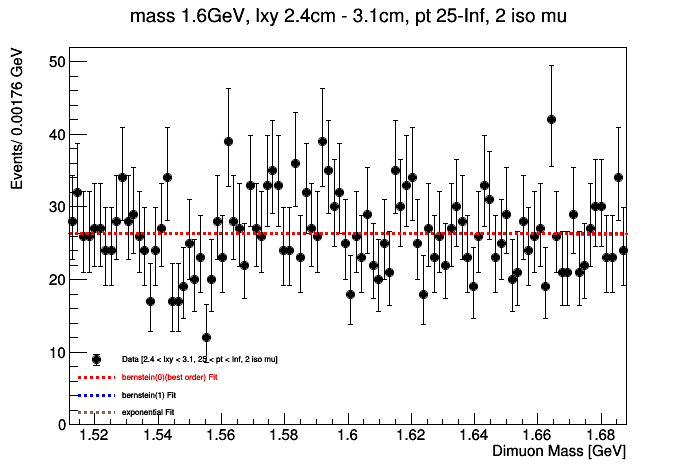 mass 1.6GeV, lxy 2.4cm - 3.1cm, pt 25-Inf, 2 iso mu
Events/ 0.00176 GeV
50
40
30
20
10
0
Data [2.4 < lxy < 3.1, 25 < pt < Inf, 2 iso mu]
bernstein(0)(best order) Fit
bernstein(1) Fit
exponential Fit
1.52 1.54 1.56 1.58 1.6 1.62 1.64 1.66 1.68
Dimuon Mass [GeV]